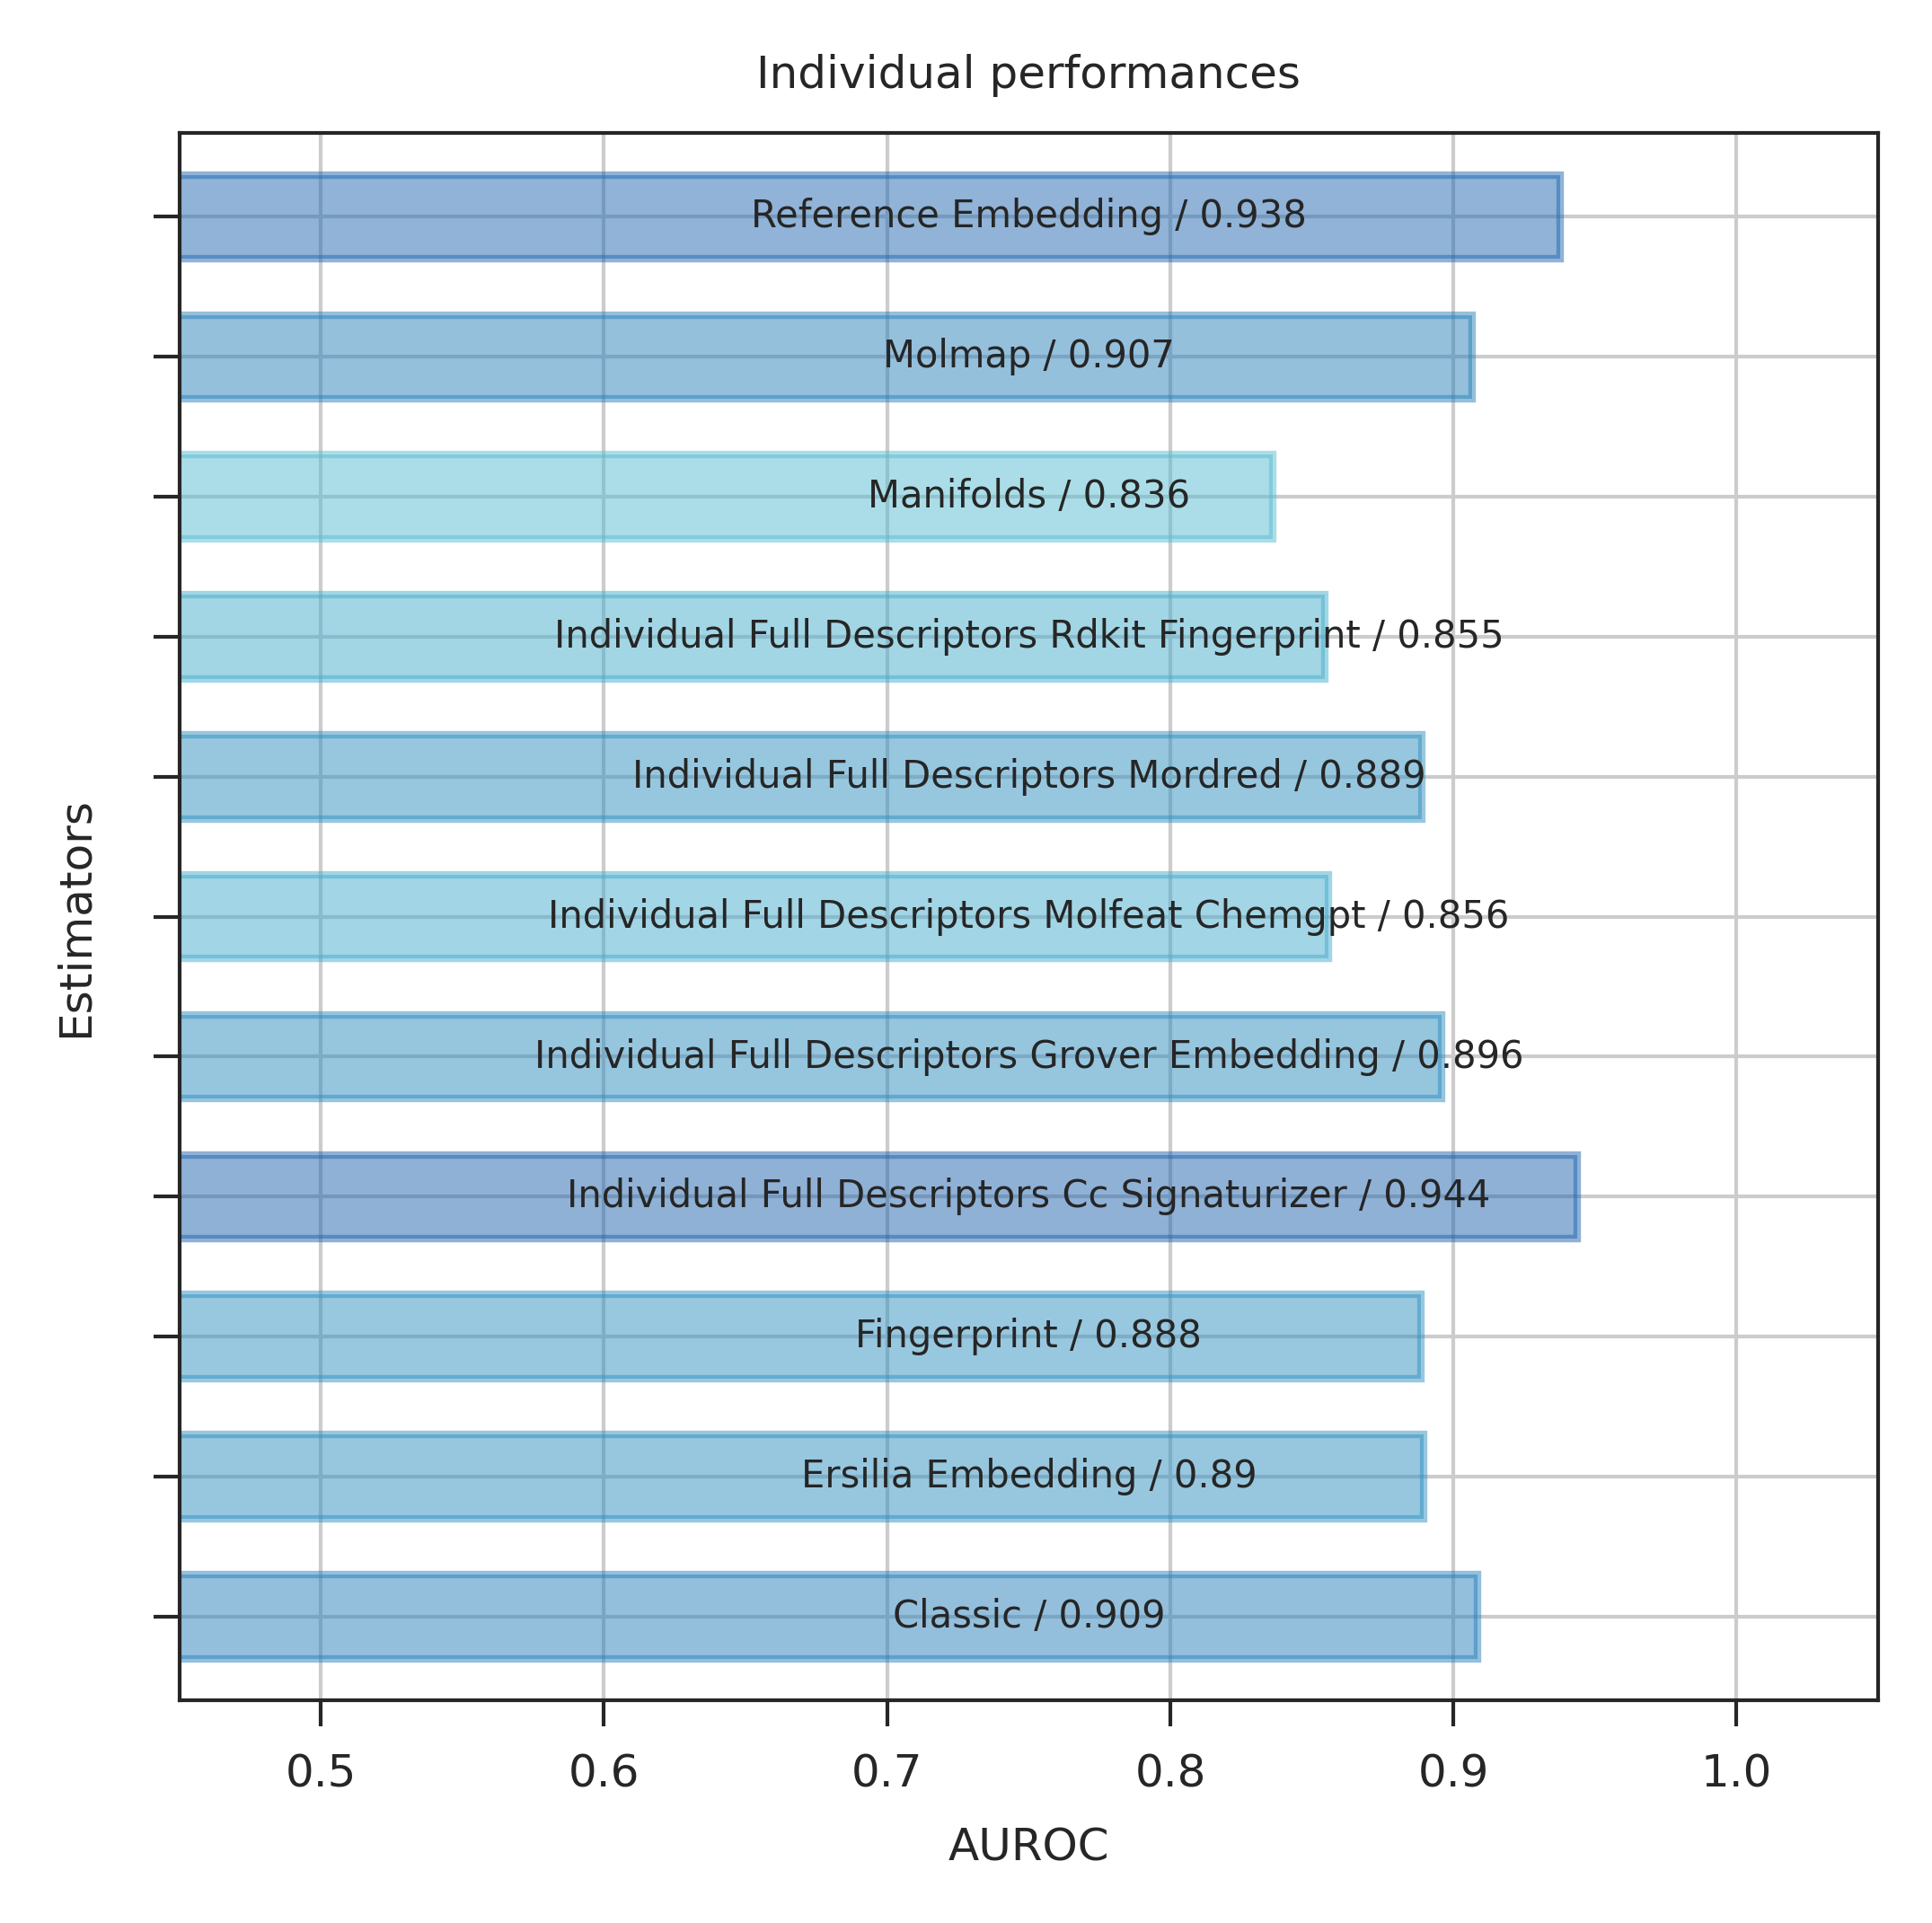 Individual performances
Reference Embedding / 0.938
Molmap / 0.907
Manifolds / 0.836
Individual Full Descriptors Rdkit Fingerprint / 0.855
Individual Full Descriptors Mordred / 0.889
Individual Full Descriptors Molfeat Chemgpt / 0.856
Individual Full Descriptors Grover Embedding / 0.896
Individual Full Descriptors Cc Signaturizer / 0.944
Fingerprint / 0.888
Ersilia Embedding / 0.89
Classic / 0.909
Estimators
0.5 0.6 0.7 0.8 0.9 1.0
AUROC